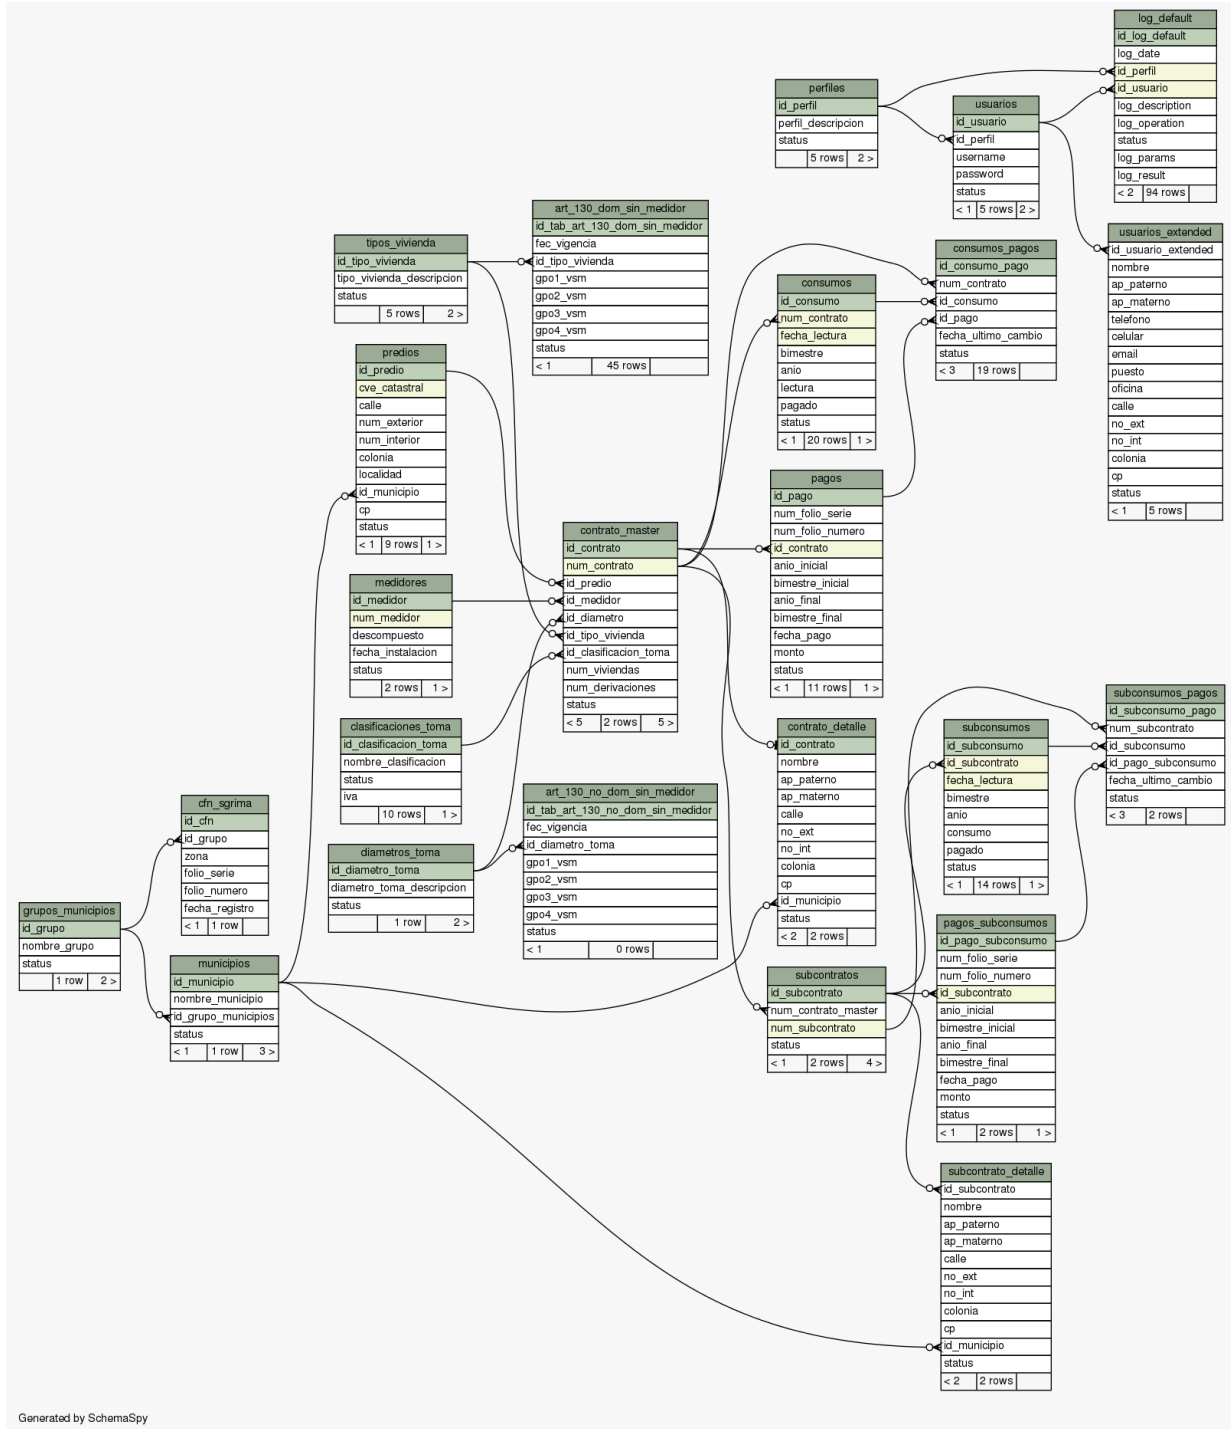 log_default
id_log_default
log_date
id_perfil
id_usuario
log_description
log_operation
status
log_params
log_result
< 2 94 rows
perfiles
id_perfil
perfil_descripcion
status
5 rows 2 >
usuarios
id_usuario
id_perfil
username
password
status
< 1 5 rows 2 >
usuarios_extended
id_usuario_extended
nombre
ap_paterno
ap_materno
telefono
celular
email
puesto
oficina
calle
no_ext
no_int
colonia
cp
status
< 1 5 rows
art_130_dom_sin_medidor
id_tab_art_130_dom_sin_medidor
fec_vigencia
id_tipo_vivienda
gpo1_vsm
gpo2_vsm
gpo3_vsm
gpo4_vsm
status
< 1 45 rows
tipos_vivienda
id_tipo_vivienda
tipo_vivienda_descripcion
status
5 rows 2 >
consumos_pagos
id_consumo_pago
num_contrato
id_consumo
id_pago
fecha_ultimo_cambio
status
< 3 19 rows
consumos
id_consumo
num_contrato
fecha_lectura
bimestre
anio
lectura
pagado
status
< 1 20 rows 1 >
predios
id_predio
cve_catastral
calle
num_exterior
num_interior
colonia
localidad
id_municipio
cp
status
< 1 9 rows 1 >
pagos
id_pago
num_folio_serie
num_folio_numero
id_contrato
anio_inicial
bimestre_inicial
anio_final
bimestre_final
fecha_pago
monto
status
< 1 11 rows 1 >
contrato_master
id_contrato
num_contrato
id_predio
id_medidor
id_diametro
id_tipo_vivienda
id_clasificacion_toma
num_viviendas
num_derivaciones
status
< 5 2 rows 5 >
medidores
id_medidor
num_medidor
descompuesto
fecha_instalacion
status
2 rows 1 >
clasificaciones_toma
id_clasificacion_toma
nombre_clasificacion
status
iva
10 rows 1 >
contrato_detalle
id_contrato
nombre
ap_paterno
ap_materno
calle
no_ext
no_int
colonia
cp
id_municipio
status
< 2 2 rows
subconsumos_pagos
id_subconsumo_pago
num_subcontrato
id_subconsumo
id_pago_subconsumo
fecha_ultimo_cambio
status
< 3 2 rows
subconsumos
id_subconsumo
id_subcontrato
fecha_lectura
bimestre
anio
consumo
pagado
status
< 1 14 rows 1 >
art_130_no_dom_sin_medidor
id_tab_art_130_no_dom_sin_medidor
fec_vigencia
id_diametro_toma
gpo1_vsm
gpo2_vsm
gpo3_vsm
gpo4_vsm
status
< 1 0 rows
cfn_sgrima
id_cfn
id_grupo
zona
folio_serie
folio_numero
fecha_registro
< 1 1 row
diametros_toma
id_diametro_toma
diametro_toma_descripcion
status
1 row 2 >
grupos_municipios
id_grupo
nombre_grupo
status
1 row 2 >
municipios
id_municipio
nombre_municipio
id_grupo_municipios
status
< 1 1 row 3 >
pagos_subconsumos
id_pago_subconsumo
num_folio_serie
num_folio_numero
id_subcontrato
anio_inicial
bimestre_inicial
anio_final
bimestre_final
fecha_pago
monto
status
< 1 2 rows 1 >
subcontratos
id_subcontrato
num_contrato_master
num_subcontrato
status
< 1 2 rows 4 >
subcontrato_detalle
id_subcontrato
nombre
ap_paterno
ap_materno
calle
no_ext
no_int
colonia
cp
id_municipio
status
< 2 2 rows
Generated by SchemaSpy